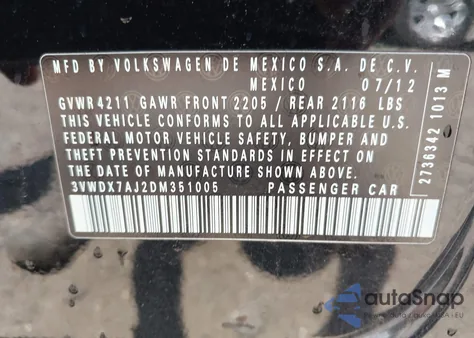 MFD BY VOLKSWAGEN DE MEXICO S.A. DE C.V.
MEXICO 07/12
GVWR 4211 GAWR FRONT 2205 / REAR 2116 LBS
THIS VEHICLE CONFORMS TO ALL APPLICABLE U.S.
FEDERAL MOTOR VEHICLE SAFETY, BUMPER AND
THEFT PREVENTION STANDARDS IN EFFECT ON
THE DATE OF MANUFACTURE SHOWN ABOVE.
3VWDX7AJ2DM351005 PASSENGER CAR
2736342 1013 M
autoSnap